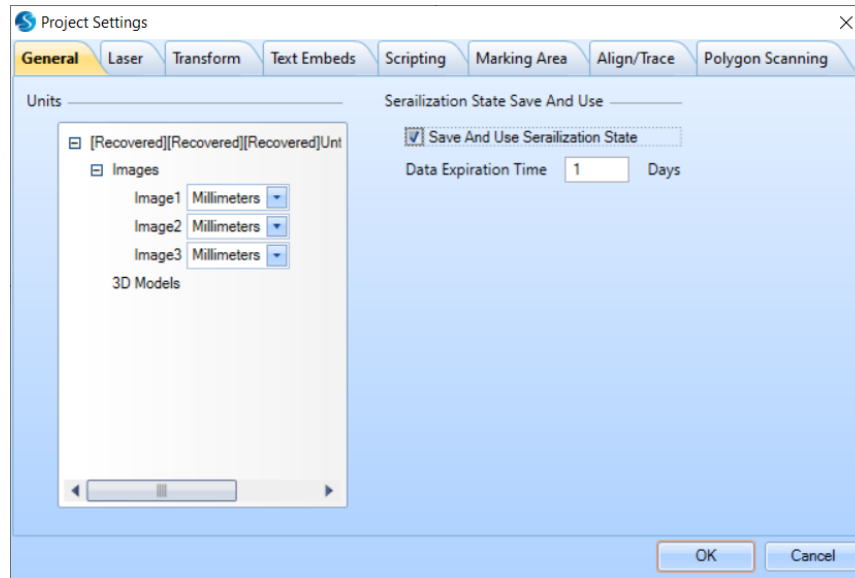 Project Settings
General Laser Transform Text Embeds Scripting Marking Area Align/Trace Polygon Scanning
Units
[Recovered][Recovered][Recovered]Unt
Images
Image1 Millimeters
Image2 Millimeters
Image3 Millimeters
3D Models
Serailization State Save And Use
Save And Use Serailization State
Data Expiration Time 1 Days
OK Cancel